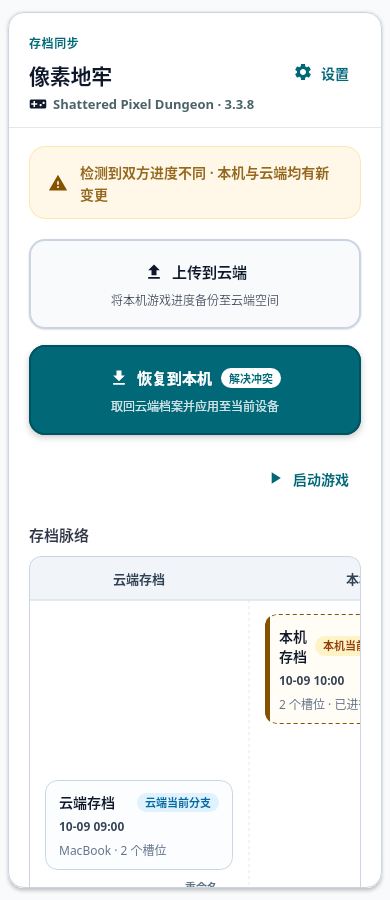 存档同步
像素地牢
设置
Shattered Pixel Dungeon · 3.3.8
检测到双方进度不同 · 本机与云端均有新
变更
上传到云端
将本机游戏进度备份至云端空间
恢复到本机 解决冲突
取回云端档案并应用至当前设备
启动游戏
存档脉络
云端存档 本
本机
存档
本机当前
10-09 10:00
2 个槽位 · 已进
云端存档 云端当前分支
10-09 09:00
MacBook · 2 个槽位